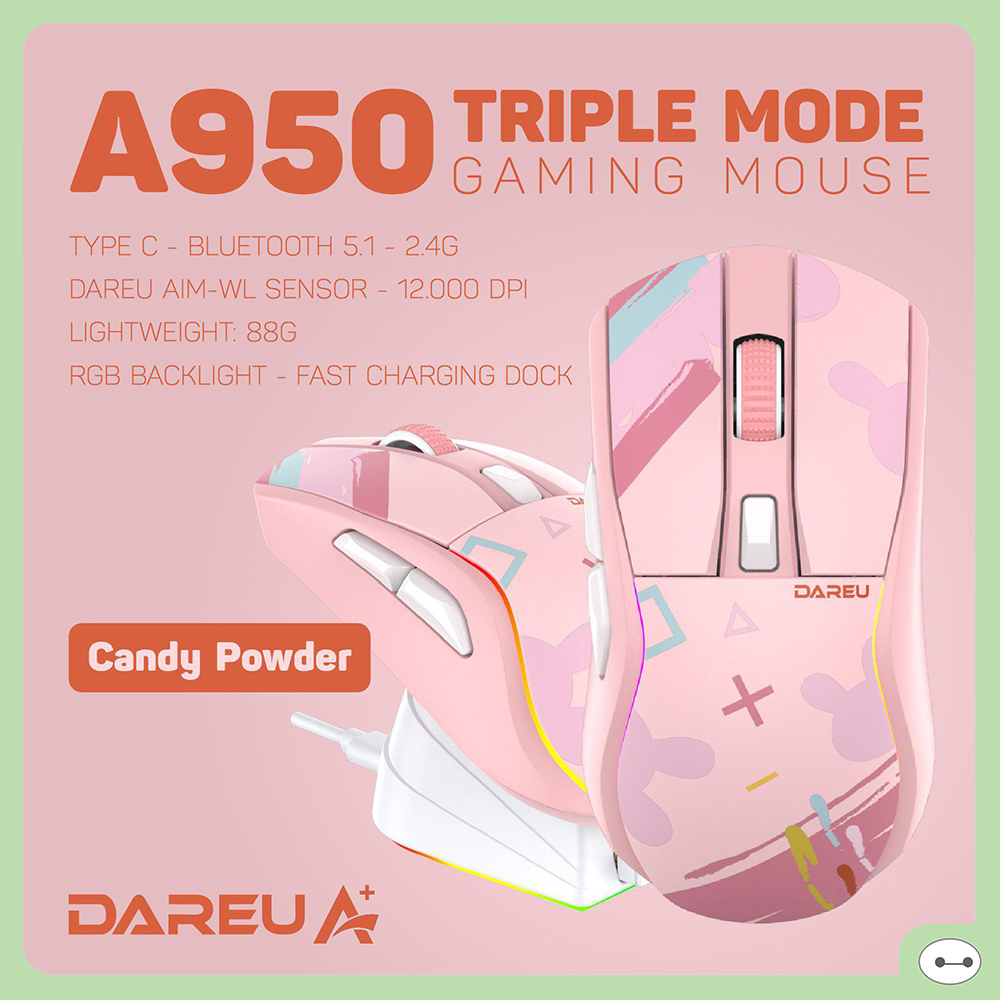 A950 TRIPLE MODE
GAMING MOUSE
TYPE C - BLUETOOTH 5.1 - 2.4G
DAREU AIM-WL SENSOR - 12.000 DPI
LIGHTWEIGHT: 88G
RGB BACKLIGHT - FAST CHARGING DOCK
DAREU
Candy Powder
DAREU A+